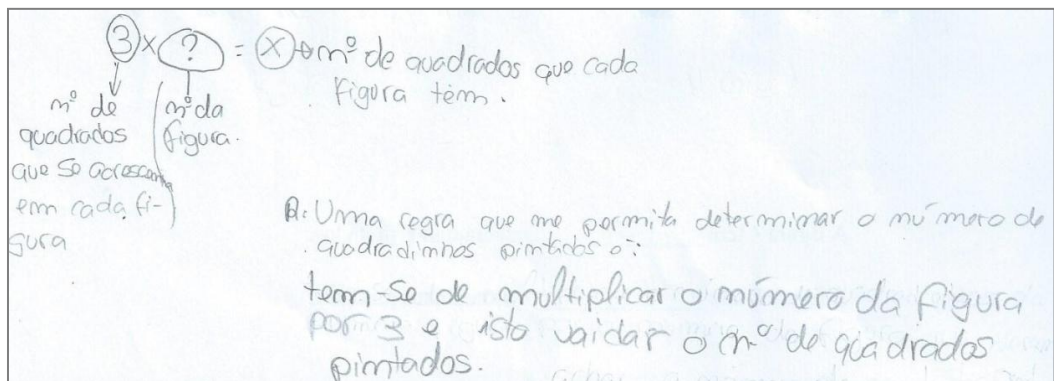 3 x ? = X → nº de quadrados que cada
figura têm.
nº de
quadrados
que se acrescenta
em cada fi-
gura
nº da
figura.
R: Uma regra que me permita determinar o número de
quadradinhos pintados é:
tem-se de multiplicar o número da figura
por 3 e isto vai dar o nº de quadrados
pintados.